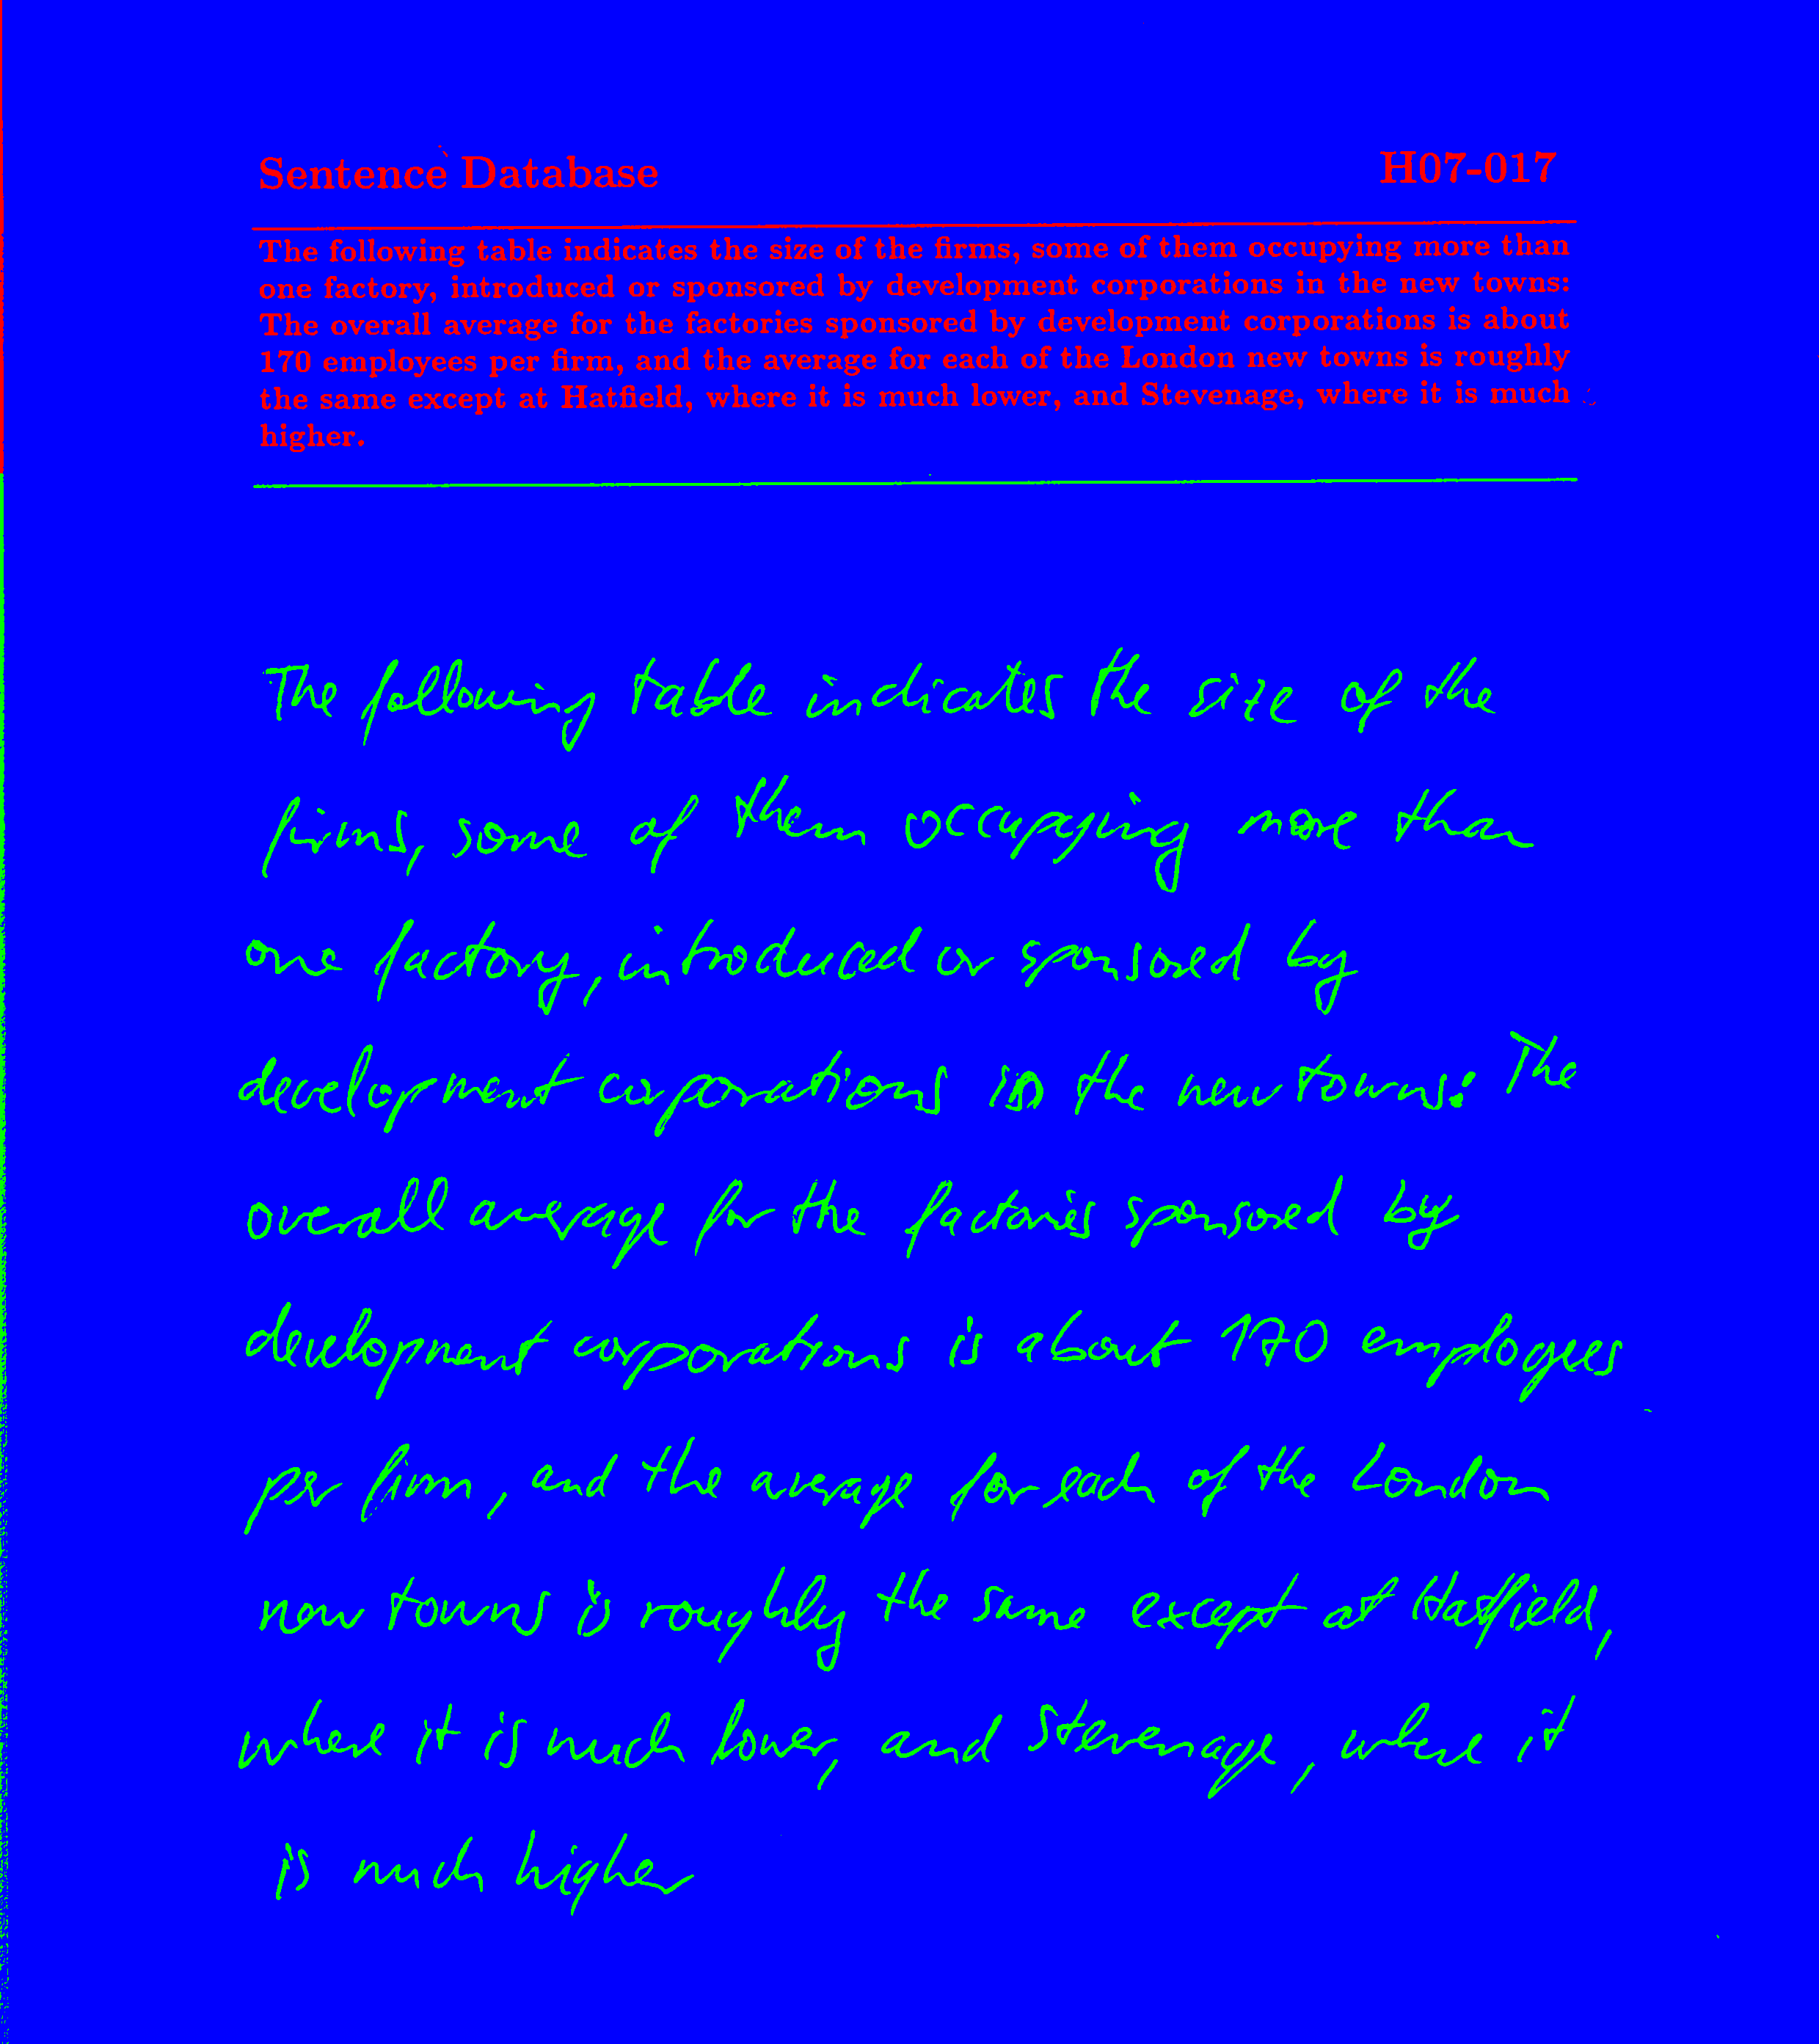 Sentence Database H07-017
The following table indicates the size of the firms, some of them occupying more than
one factory, introduced or sponsored by development corporations in the new towns:
The overall average for the factories sponsored by development corporations is about
170 employees per firm, and the average for each of the London new towns is roughly
the same except at Hatfield, where it is much lower, and Stevenage, where it is much
higher.
The following table indicates the size of the
firms, some of them occupying more than
one factory, introduced or sponsored by
development corporations in the new towns: The
overall average for the factories sponsored by
development corporations is about 170 employees
per firm, and the average for each of the London
new towns is roughly the same except at Hatfield,
where it is much lower, and Stevenage, where it
is much higher